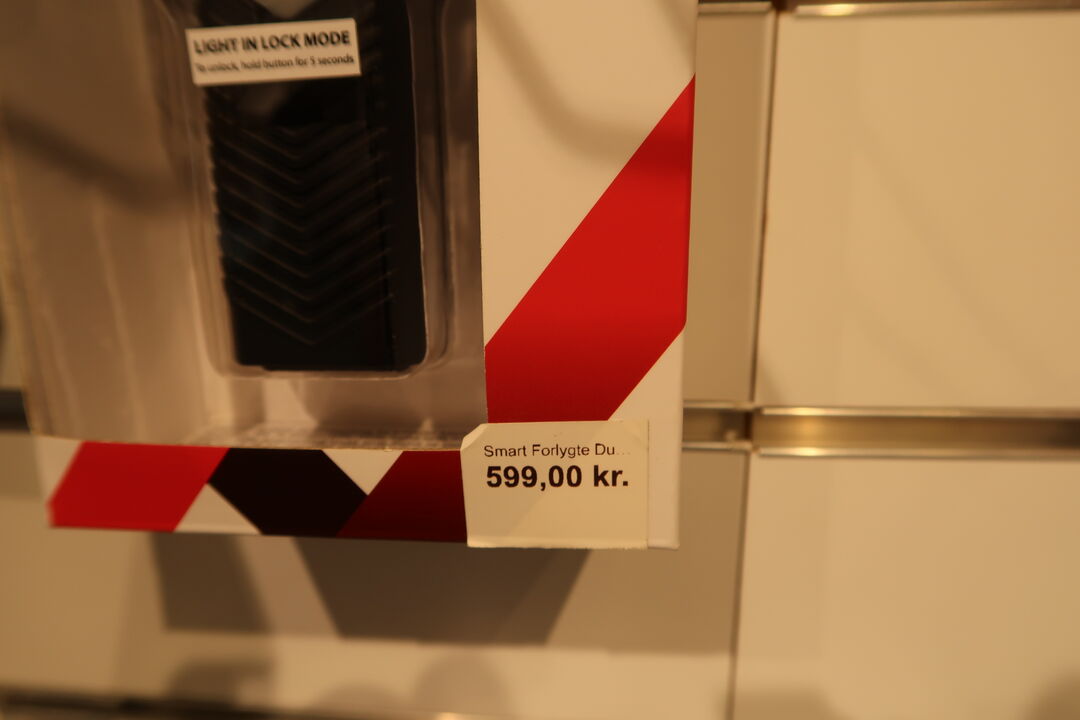 LIGHT IN LOCK MODE
To unlock, hold button for 5 seconds
Smart Forlygte Du...
599,00 kr.